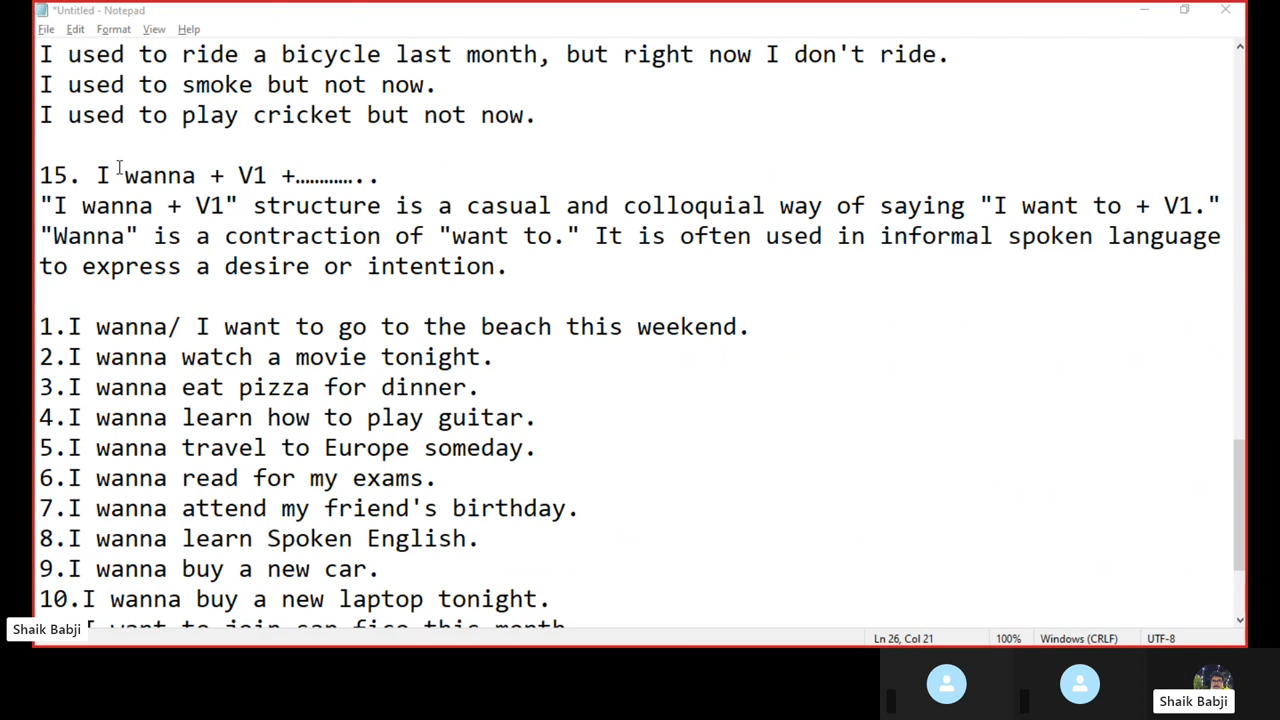 *Untitled - Notepad
File Edit Format View Help
I used to ride a bicycle last month, but right now I don't ride.
I used to smoke but not now.
I used to play cricket but not now.
15. I wanna + V1 +…………..
"I wanna + V1" structure is a casual and colloquial way of saying "I want to + V1."
"Wanna" is a contraction of "want to." It is often used in informal spoken language
to express a desire or intention.
1.I wanna/ I want to go to the beach this weekend.
2.I wanna watch a movie tonight.
3.I wanna eat pizza for dinner.
4.I wanna learn how to play guitar.
5.I wanna travel to Europe someday.
6.I wanna read for my exams.
7.I wanna attend my friend's birthday.
8.I wanna learn Spoken English.
9.I wanna buy a new car.
10.I wanna buy a new laptop tonight.
I want to join this month
Shaik Babji
Ln 26, Col 21 100% Windows (CRLF) UTF-8
Shaik Babji